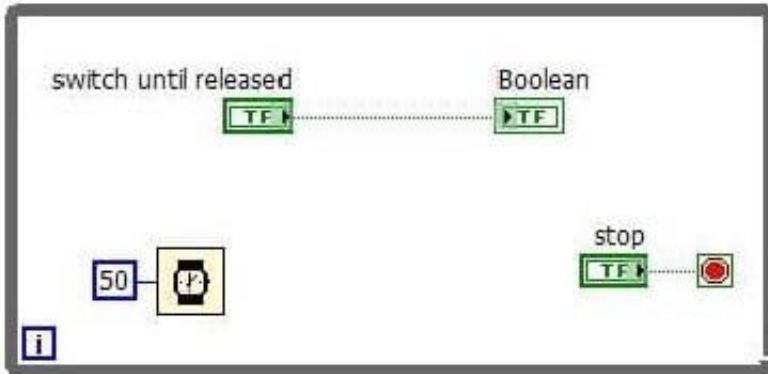 switch until released
Boolean
TF
TF
stop
50
TF
i